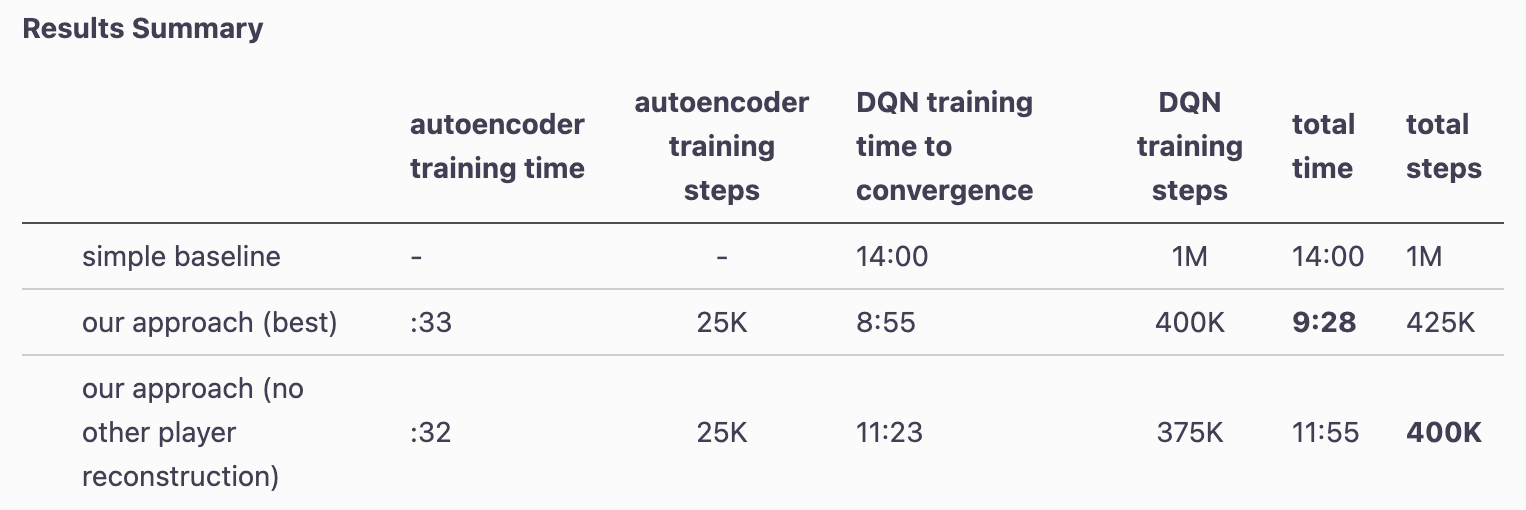 Results Summary
autoencoder training time autoencoder training steps DQN training time to convergence DQN training steps total time total steps
simple baseline - - 14:00 1M 14:00 1M
our approach (best) :33 25K 8:55 400K 9:28 425K
our approach (no other player reconstruction) :32 25K 11:23 375K 11:55 400K